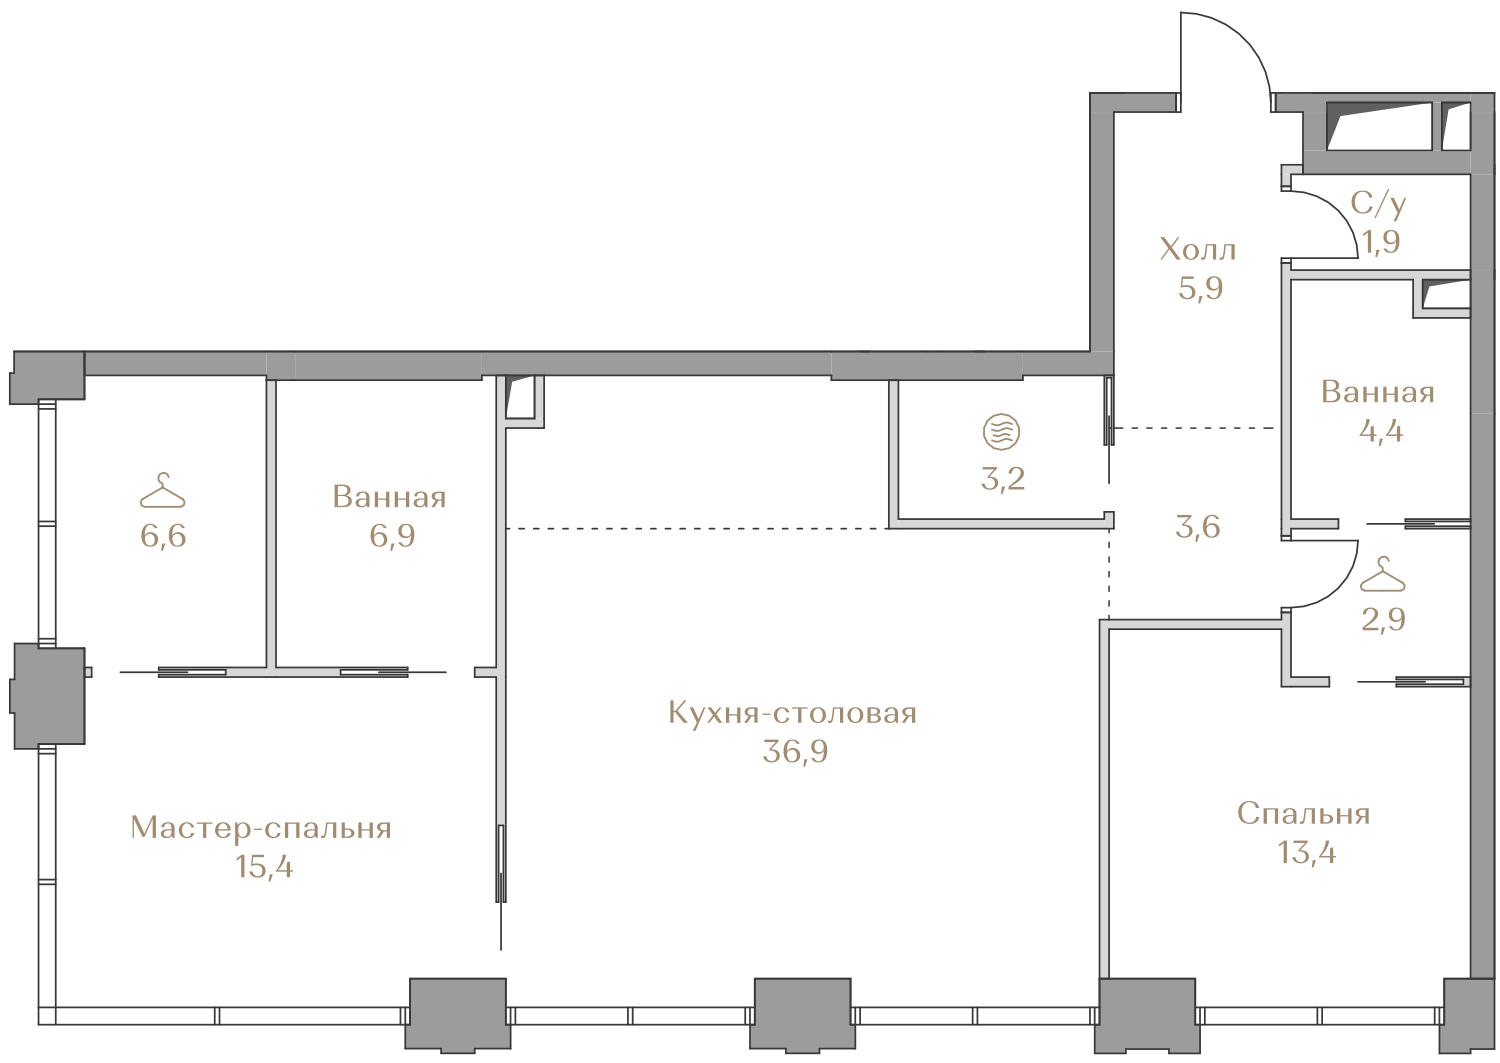 С/у
1,9
Холл
5,9
Ванная
4,4
3,2
Ванная
6,9
6,6
3,6
2,9
Кухня-столовая
36,9
Мастер-спальня
15,4
Спальня
13,4